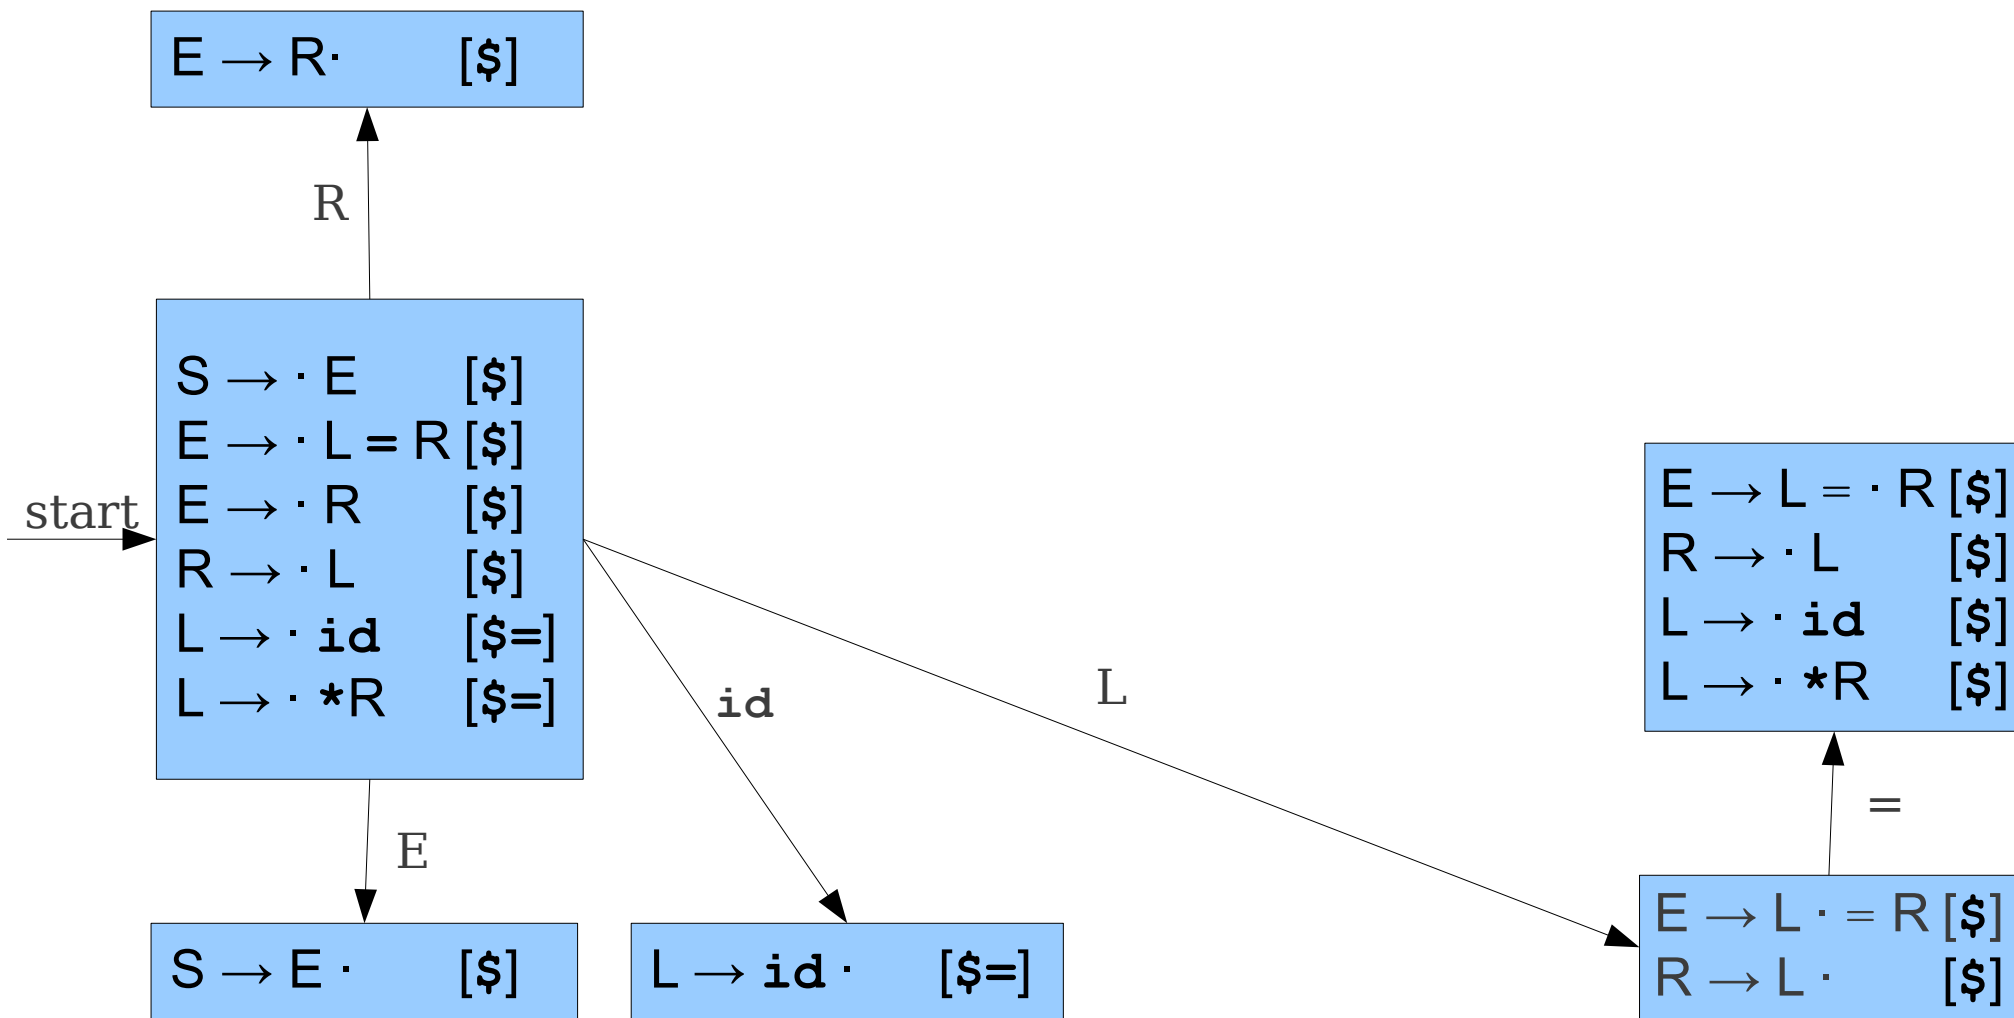 E → R· [$]
R
S → · E [$]
E → · L = R [$]
E → · R [$]
R → · L [$]
L → · id [$=]
L → · *R [$=]
start
E → L = · R [$]
R → · L [$]
L → · id [$]
L → · *R [$]
id
L
=
E
S → E · [$]
L → id · [$=]
E → L · = R [$]
R → L · [$]